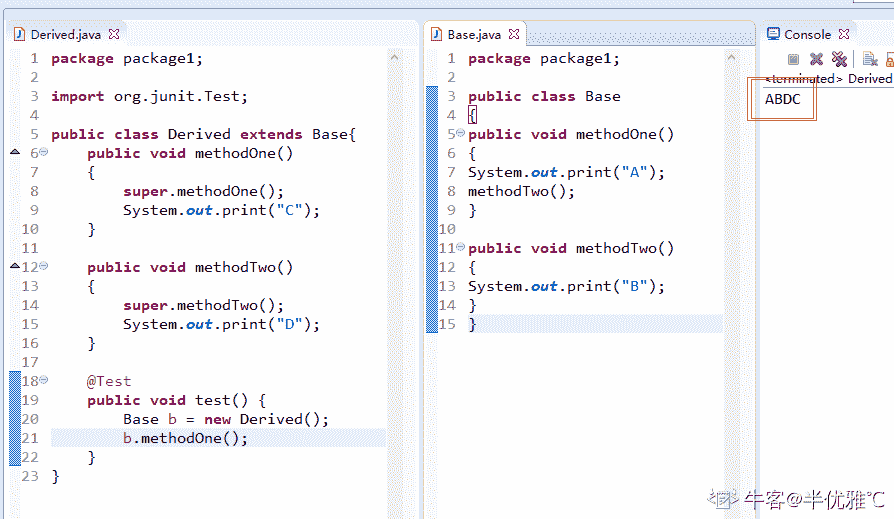 Derived.java
1 package package1;
2
3 import org.junit.Test;
4
5 public class Derived extends Base{
6 public void methodOne()
7 {
8 super.methodOne();
9 System.out.print("C");
10 }
11
12 public void methodTwo()
13 {
14 super.methodTwo();
15 System.out.print("D");
16 }
17
18 @Test
19 public void test() {
20 Base b = new Derived();
21 b.methodOne();
22 }
23 }
Base.java
1 package package1;
2
3 public class Base
4 {
5 public void methodOne()
6 {
7 System.out.print("A");
8 methodTwo();
9 }
10
11 public void methodTwo()
12 {
13 System.out.print("B");
14 }
15 }
Console
<terminated> Derived
ABDC
牛客@半优雅℃